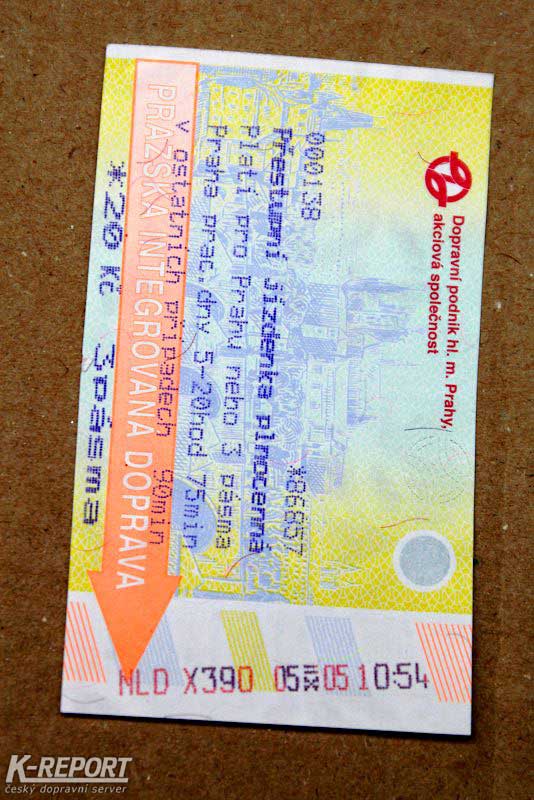 Dopravní podnik hl. m. Prahy,
akciová společnost
000138 *86857
Přestupní jízdenka plnocenná
Platí pro Prahu nebo 3 pásma
Praha prac.dny 5-20hod 75min
v ostatních případech 90min
PRAŽSKÁ INTEGROVANÁ DOPRAVA
*20 Kč 3pásma
NLD X390 05 IX 05 10:54
K-REPORT
český dopravní server